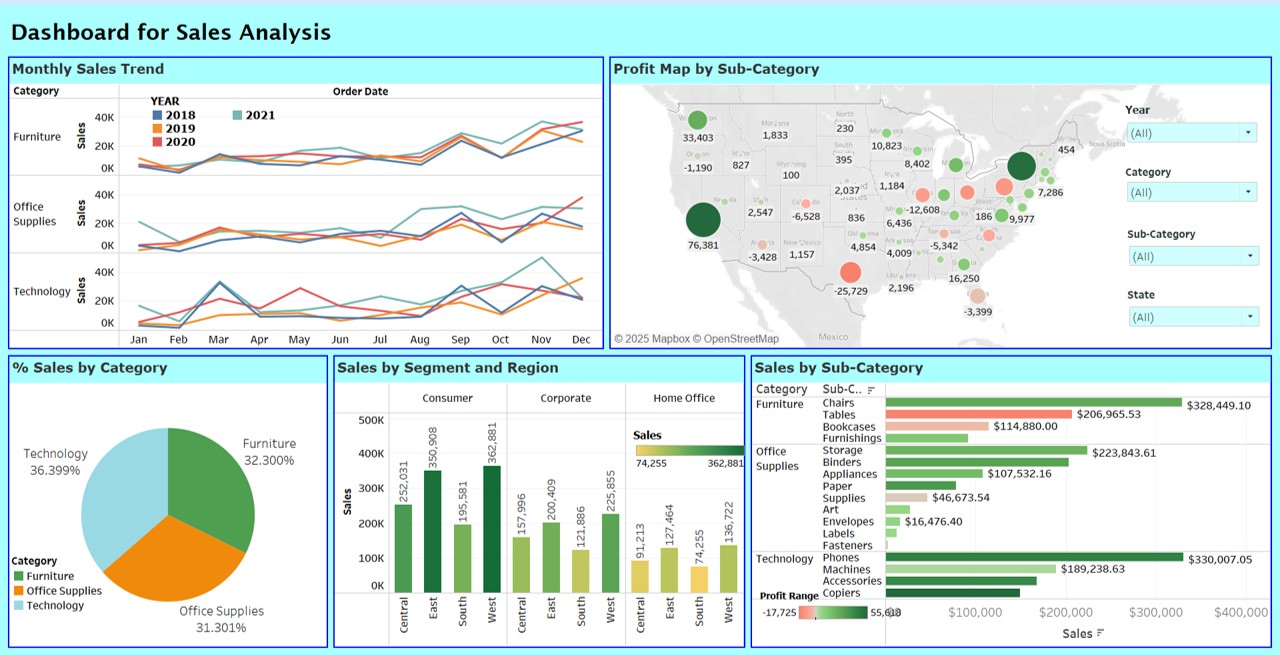 Dashboard for Sales Analysis
Monthly Sales Trend
Category
Order Date
YEAR
2018
2021
2019
2020
Furniture
Sales
40K
20K
0K
Office
Supplies
Sales
40K
20K
0K
Technology
Sales
40K
20K
0K
Jan Feb Mar Apr May Jun Jul Aug Sep Oct Nov Dec
Profit Map by Sub-Category
33,403
1,833
North
230
10,823
454
Nova Scotia
-1,190
827
Wyoming
100
South
395
8,402
7,286
2,037
1,184
2,547
-6,528
836
-12,608
186
9,977
76,381
6,436
-3,428
New Mexico
1,157
4,854
4,009
-5,342
-25,729
2,196
16,250
-3,399
Mexico
© 2025 Mapbox © OpenStreetMap
Year
(All)
Category
(All)
Sub-Category
(All)
State
(All)
% Sales by Category
Furniture
32.300%
Technology
36.399%
Office Supplies
31.301%
Category
Furniture
Office Supplies
Technology
Sales by Segment and Region
Consumer
Corporate
Home Office
Sales
500K
400K
300K
200K
100K
0K
252,031
350,908
195,581
362,881
157,996
200,409
121,886
225,855
91,213
127,464
74,255
136,722
Sales
74,255
362,881
Central East South West Central East South West Central East South West
Sales by Sub-Category
Category Sub-C..
Furniture
Chairs $328,449.10
Tables $206,965.53
Bookcases $114,880.00
Furnishings
Office
Supplies
Storage $223,843.61
Binders
Appliances $107,532.16
Paper
Supplies $46,673.54
Art
Envelopes $16,476.40
Labels
Fasteners
Technology
Phones $330,007.05
Machines $189,238.63
Accessories
Copiers
Profit Range
-17,725
$100,000 $200,000 $300,000 $400,000
Sales